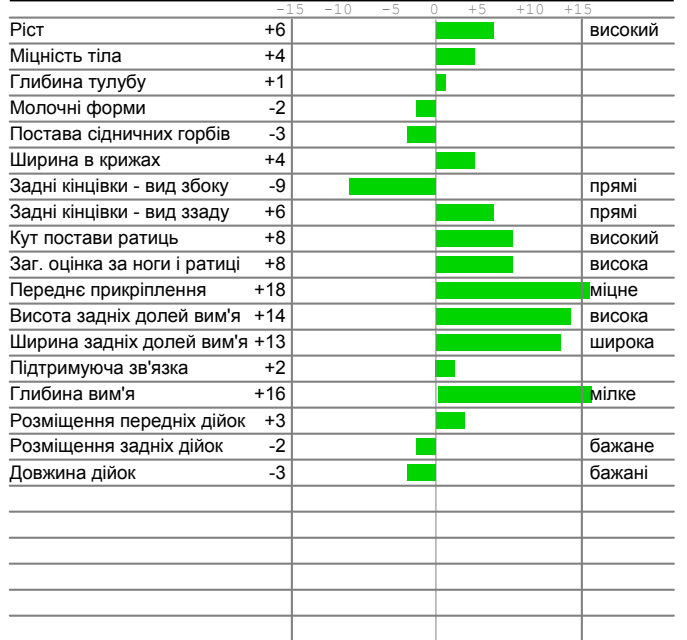 -15 -10 -5 0 +5 +10 +15
Ріст +6 високий
Міцність тіла +4
Глибина тулубу +1
Молочні форми -2
Постава сідничних горбів -3
Ширина в крижах +4
Задні кінцівки - вид збоку -9 прямі
Задні кінцівки - вид ззаду +6 прямі
Кут постави ратиць +8 високий
Заг. оцінка за ноги і ратиці +8 висока
Переднє прикріплення +18 міцне
Висота задніх долей вим'я +14 висока
Ширина задніх долей вим'я +13 широка
Підтримуюча зв'язка +2
Глибина вим'я +16 мілке
Розміщення передніх дійок +3
Розміщення задніх дійок -2 бажане
Довжина дійок -3 бажані